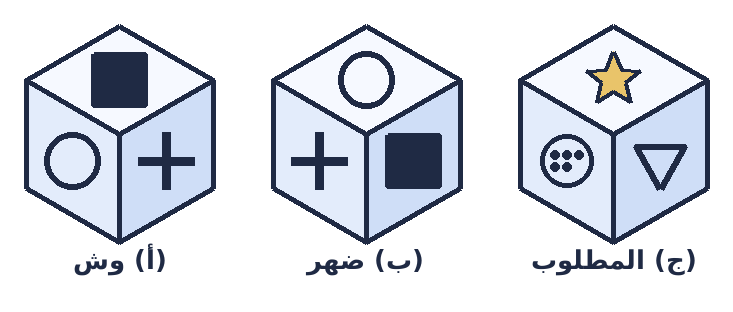 (أ) وش
(ب) ضهر
(ج) المطلوب